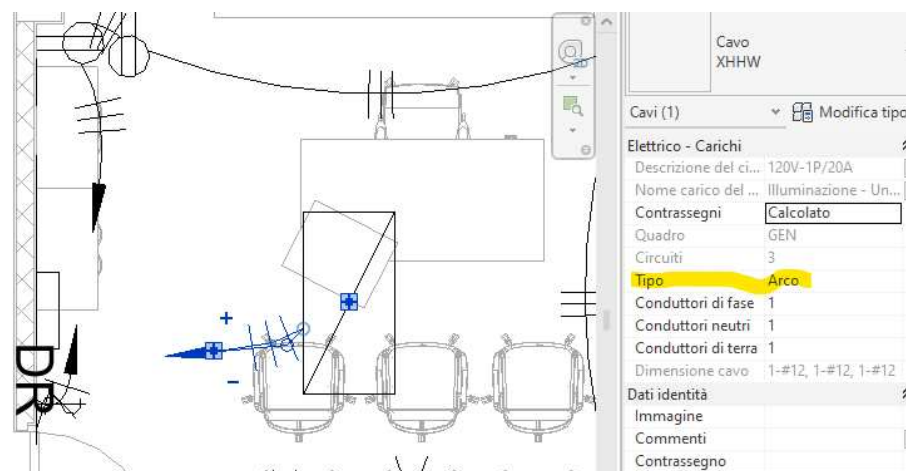 DR
2D
Cavo
XHHW
Cavi (1)
Modifica tipo
Elettrico - Carichi
Descrizione del ci... 120V-1P/20A
Nome carico del ... Illuminazione - Un...
Contrassegni Calcolato
Quadro GEN
Circuiti 3
Tipo Arco
Conduttori di fase 1
Conduttori neutri 1
Conduttori di terra 1
Dimensione cavo 1-#12, 1-#12, 1-#12
Dati identità
Immagine
Commenti
Contrassegno